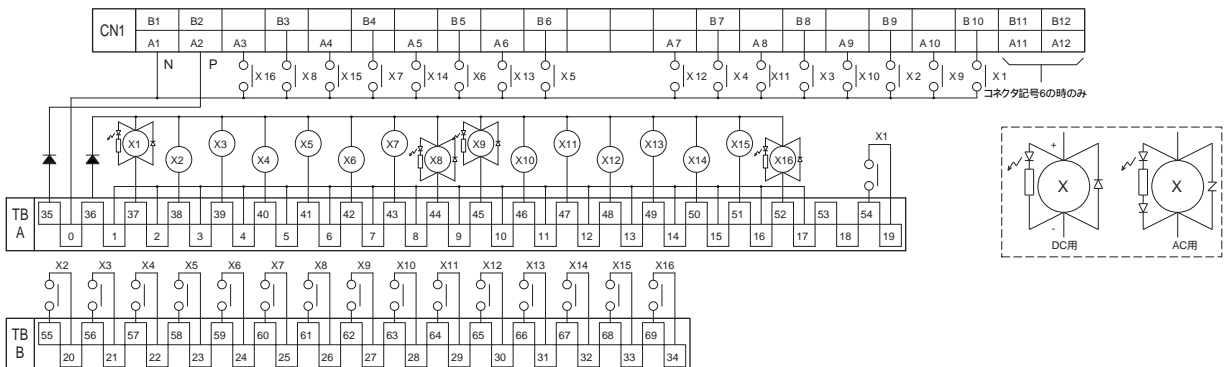 CN1 B1 B2 B3 B4 B5 B6 B7 B8 B9 B10 B11 B12
A1 A2 A3 A4 A5 A6 A7 A8 A9 A10 A11 A12
N P X16 X8 X15 X7 X14 X6 X13 X5 X12 X4 X11 X3 X10 X2 X9 X1
コネクタ記号6の時のみ
X1 X2 X3 X4 X5 X6 X7 X8 X9 X10 X11 X12 X13 X14 X15 X16 X1
TB A 35 36 37 38 39 40 41 42 43 44 45 46 47 48 49 50 51 52 53 54
0 1 2 3 4 5 6 7 8 9 10 11 12 13 14 15 16 17 18 19
+ X - DC用
X AC用
X2 X3 X4 X5 X6 X7 X8 X9 X10 X11 X12 X13 X14 X15 X16
TB B 55 56 57 58 59 60 61 62 63 64 65 66 67 68 69
20 21 22 23 24 25 26 27 28 29 30 31 32 33 34